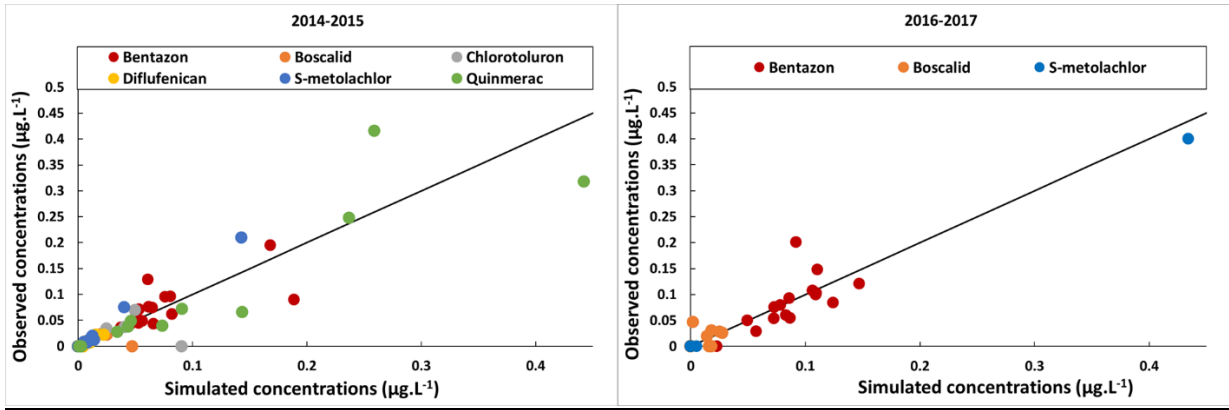 2014-2015
Bentazon Boscalid Chlorotoluron
Diflufenican S-metolachlor Quinmerac
Observed concentrations (µg.L⁻¹)
0.5
0.45
0.4
0.35
0.3
0.25
0.2
0.15
0.1
0.05
0
0.1 0.2 0.3 0.4
Simulated concentrations (µg.L⁻¹)
2016-2017
Bentazon Boscalid S-metolachlor
Observed concentrations (µg.L⁻¹)
0.5
0.45
0.4
0.35
0.3
0.25
0.2
0.15
0.1
0.05
0
0 0.1 0.2 0.3 0.4
Simulated concentrations (µg.L⁻¹)